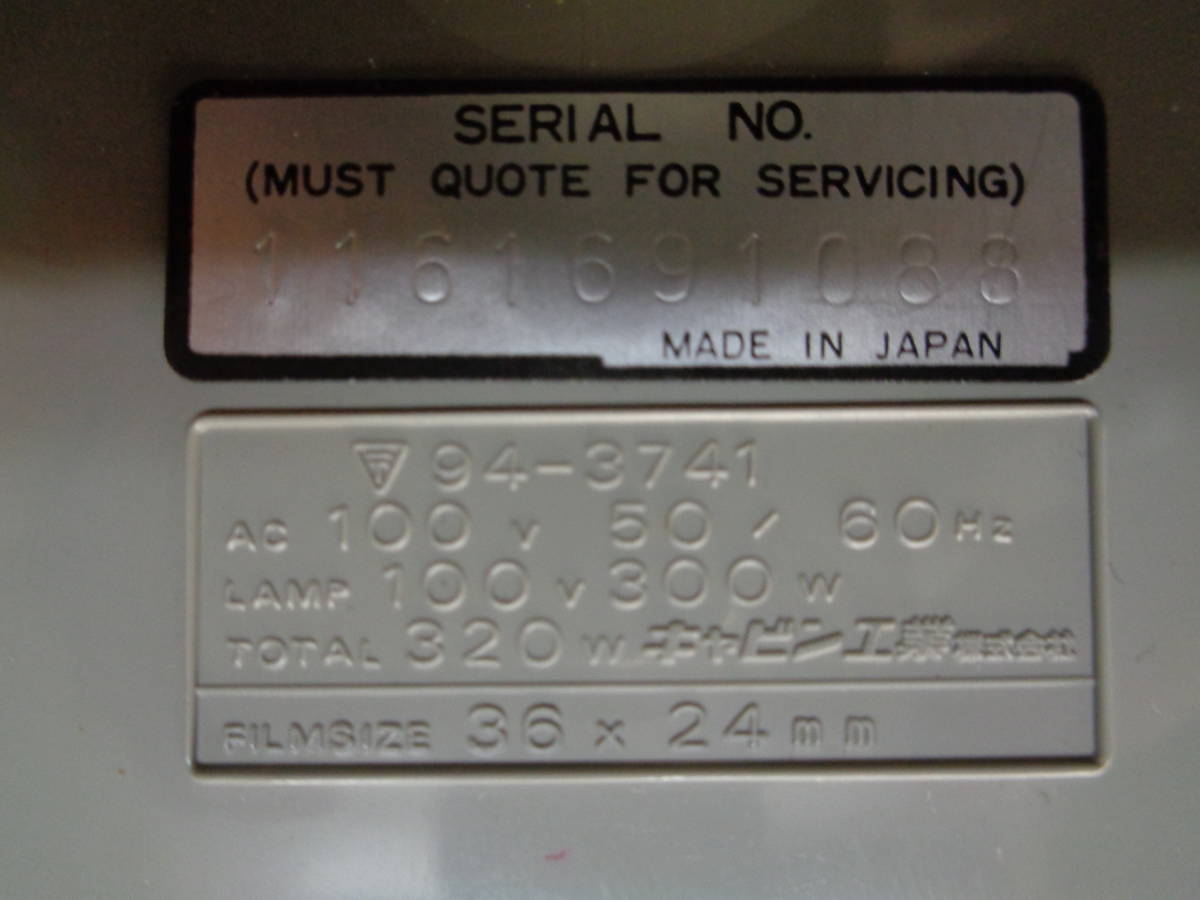 SERIAL NO.
(MUST QUOTE FOR SERVICING)
1161691088
MADE IN JAPAN
94-3741
AC 100 V 50 / 60 Hz
LAMP 100 V 300 W
TOTAL 320 W キャビン工業株式会社
FILMSIZE 36 x 24 mm